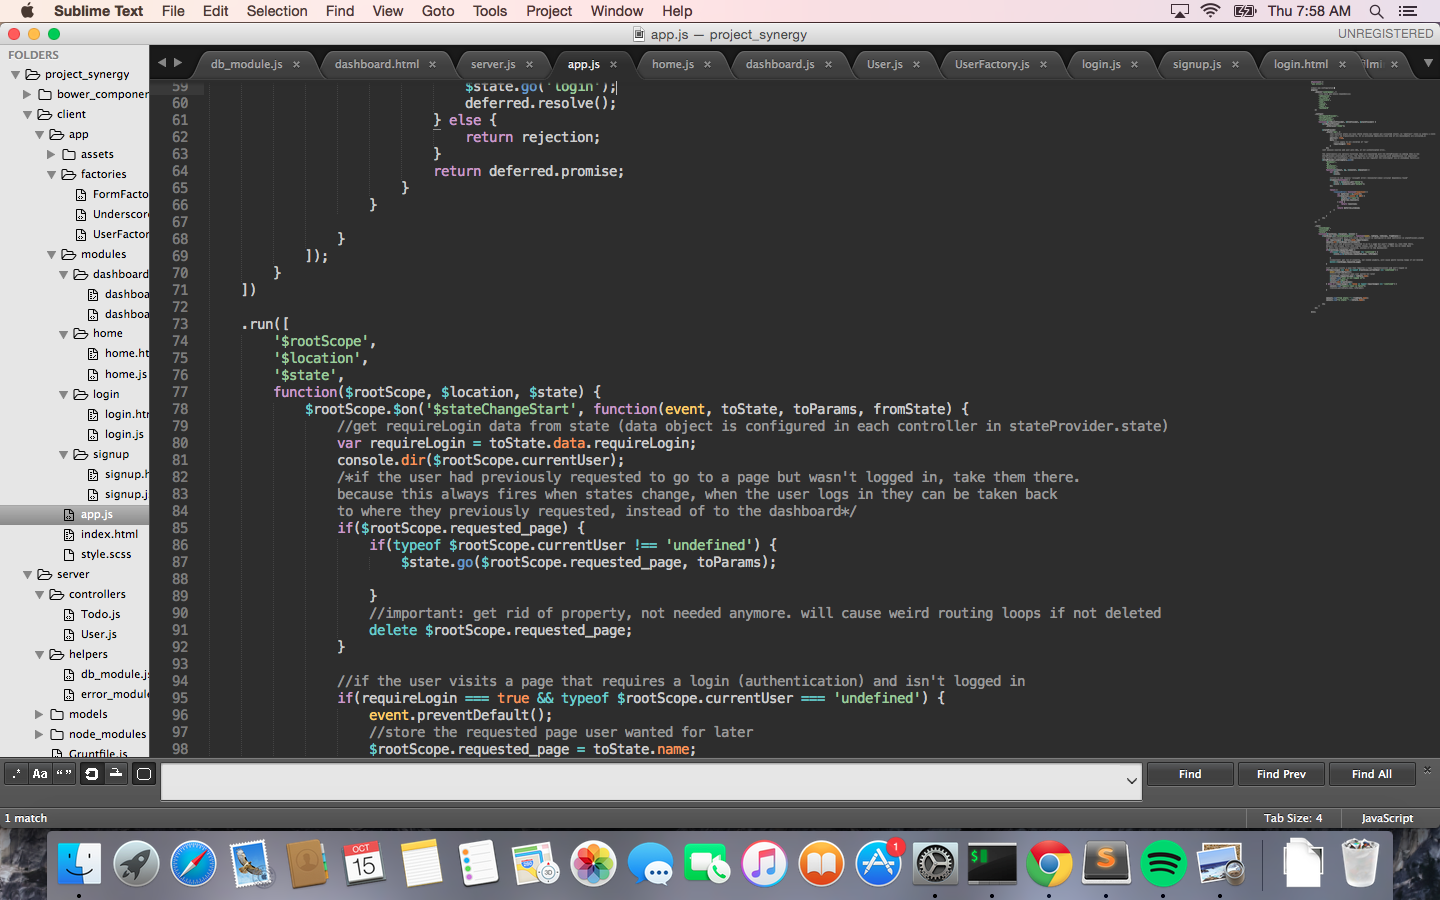 Sublime Text File Edit Selection Find View Goto Tools Project Window Help Thu 7:58 AM
app.js — project_synergy UNREGISTERED
FOLDERS
project_synergy
bower_componen
client
app
assets
factories
FormFacto
Underscor
UserFactor
modules
dashboard
dashboa
dashboa
home
home.ht
home.js
login
login.htm
login.js
signup
signup.h
signup.j
app.js
index.html
style.scss
server
controllers
Todo.js
User.js
helpers
db_module.js
error_module
models
node_modules
Gruntfile.js
db_module.js × dashboard.html × server.js × app.js × home.js × dashboard.js × User.js × UserFactory.js × login.js × signup.js × login.html × ×
59 $state.go('login');
60 deferred.resolve();
61 } else {
62 return rejection;
63 }
64 return deferred.promise;
65 }
66 }
67
68 }
69 ]);
70 }
71 ])
72
73 .run([
74 '$rootScope',
75 '$location',
76 '$state',
77 function($rootScope, $location, $state) {
78 $rootScope.$on('$stateChangeStart', function(event, toState, toParams, fromState) {
79 //get requireLogin data from state (data object is configured in each controller in stateProvider.state)
80 var requireLogin = toState.data.requireLogin;
81 console.dir($rootScope.currentUser);
82 /*if the user had previously requested to go to a page but wasn't logged in, take them there.
83 because this always fires when states change, when the user logs in they can be taken back
84 to where they previously requested, instead of to the dashboard*/
85 if($rootScope.requested_page) {
86 if(typeof $rootScope.currentUser !== 'undefined') {
87 $state.go($rootScope.requested_page, toParams);
88
89 }
90 //important: get rid of property, not needed anymore. will cause weird routing loops if not deleted
91 delete $rootScope.requested_page;
92 }
93
94 //if the user visits a page that requires a login (authentication) and isn't logged in
95 if(requireLogin === true && typeof $rootScope.currentUser === 'undefined') {
96 event.preventDefault();
97 //store the requested page user wanted for later
98 $rootScope.requested_page = toState.name;
.* Aa “ ” Find Find Prev Find All ×
1 match Tab Size: 4 JavaScript
OCT
15
3D
1
$
S